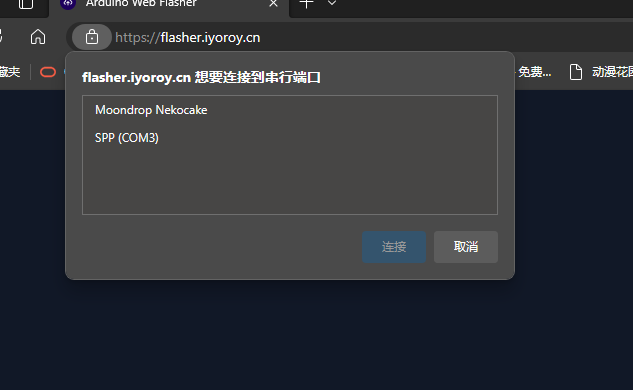 Arduino Web Flasher
https://flasher.iyoroy.cn
藏夹
免费...
动漫花园
flasher.iyoroy.cn 想要连接到串行端口
Moondrop Nekocake
SPP (COM3)
连接
取消